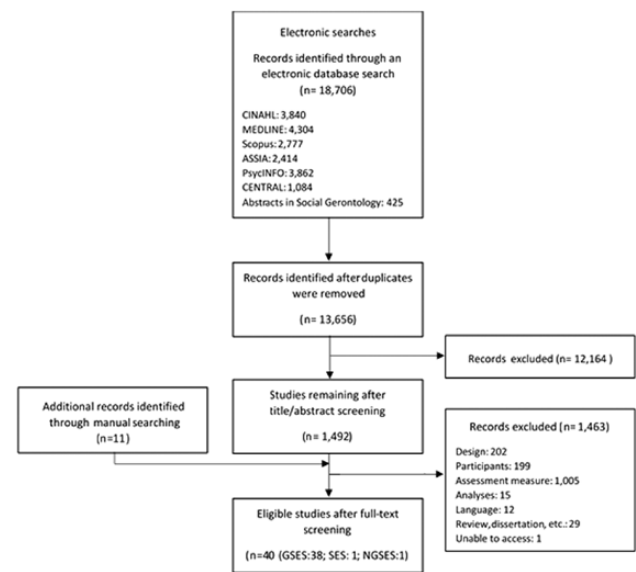 Electronic searches
Records identified through an
electronic database search
(n= 18,706)
CINAHL: 3,840
MEDLINE: 4,304
Scopus: 2,777
ASSIA: 2,414
PsycINFO: 3,862
CENTRAL: 1,084
Abstracts in Social Gerontology: 425
Records identified after duplicates
were removed
(n= 13,656)
Records excluded (n= 12,164 )
Studies remaining after
title/abstract screening
(n= 1,492)
Additional records identified
through manual searching
(n=11)
Records excluded (n= 1,463)
Design: 202
Participants: 199
Assessment measure: 1,005
Analyses: 15
Language: 12
Review, dissertation, etc.: 29
Unable to access: 1
Eligible studies after full-text
screening
(n=40 (GSES:38; SES: 1; NGSES:1)